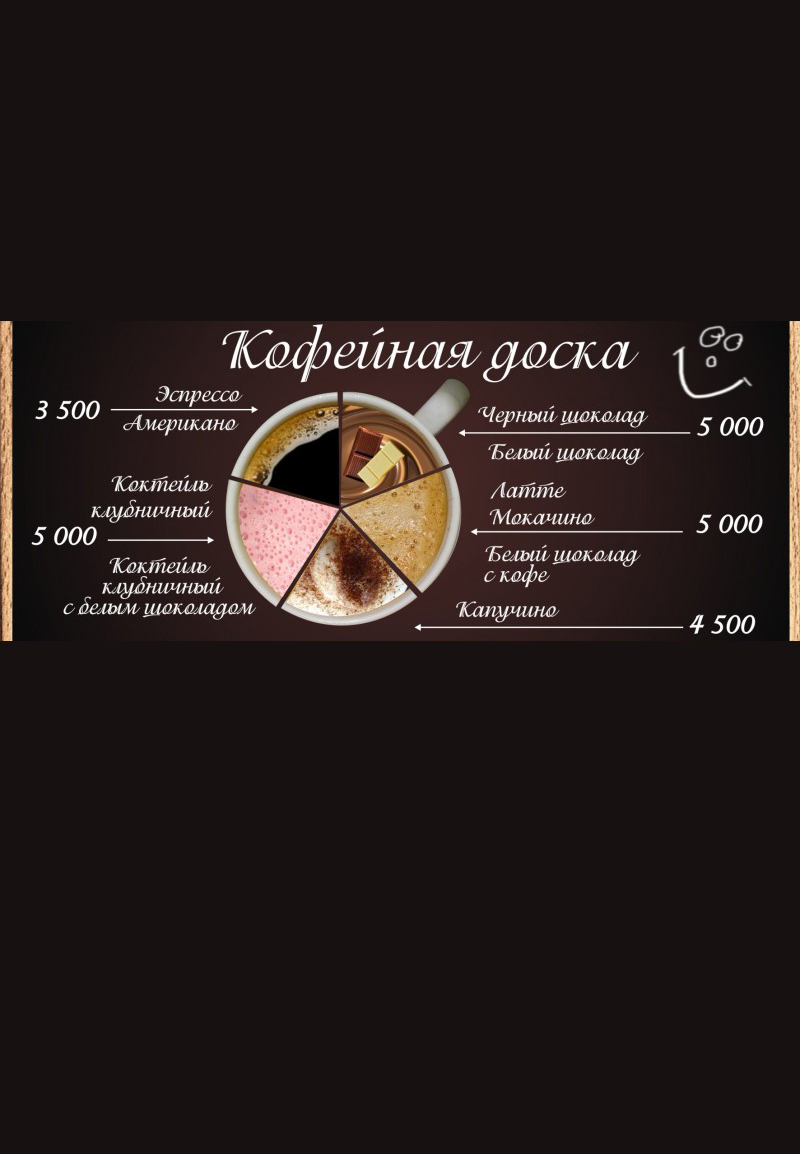 Кофейная доска
3 500
Эспрессо
Американо
Коктейль
клубничный
5 000
Коктейль
клубничный
с белым шоколадом
Черный шоколад
5 000
Белый шоколад
Латте
Мокачино
5 000
Белый шоколад
с кофе
Капучино
4 500